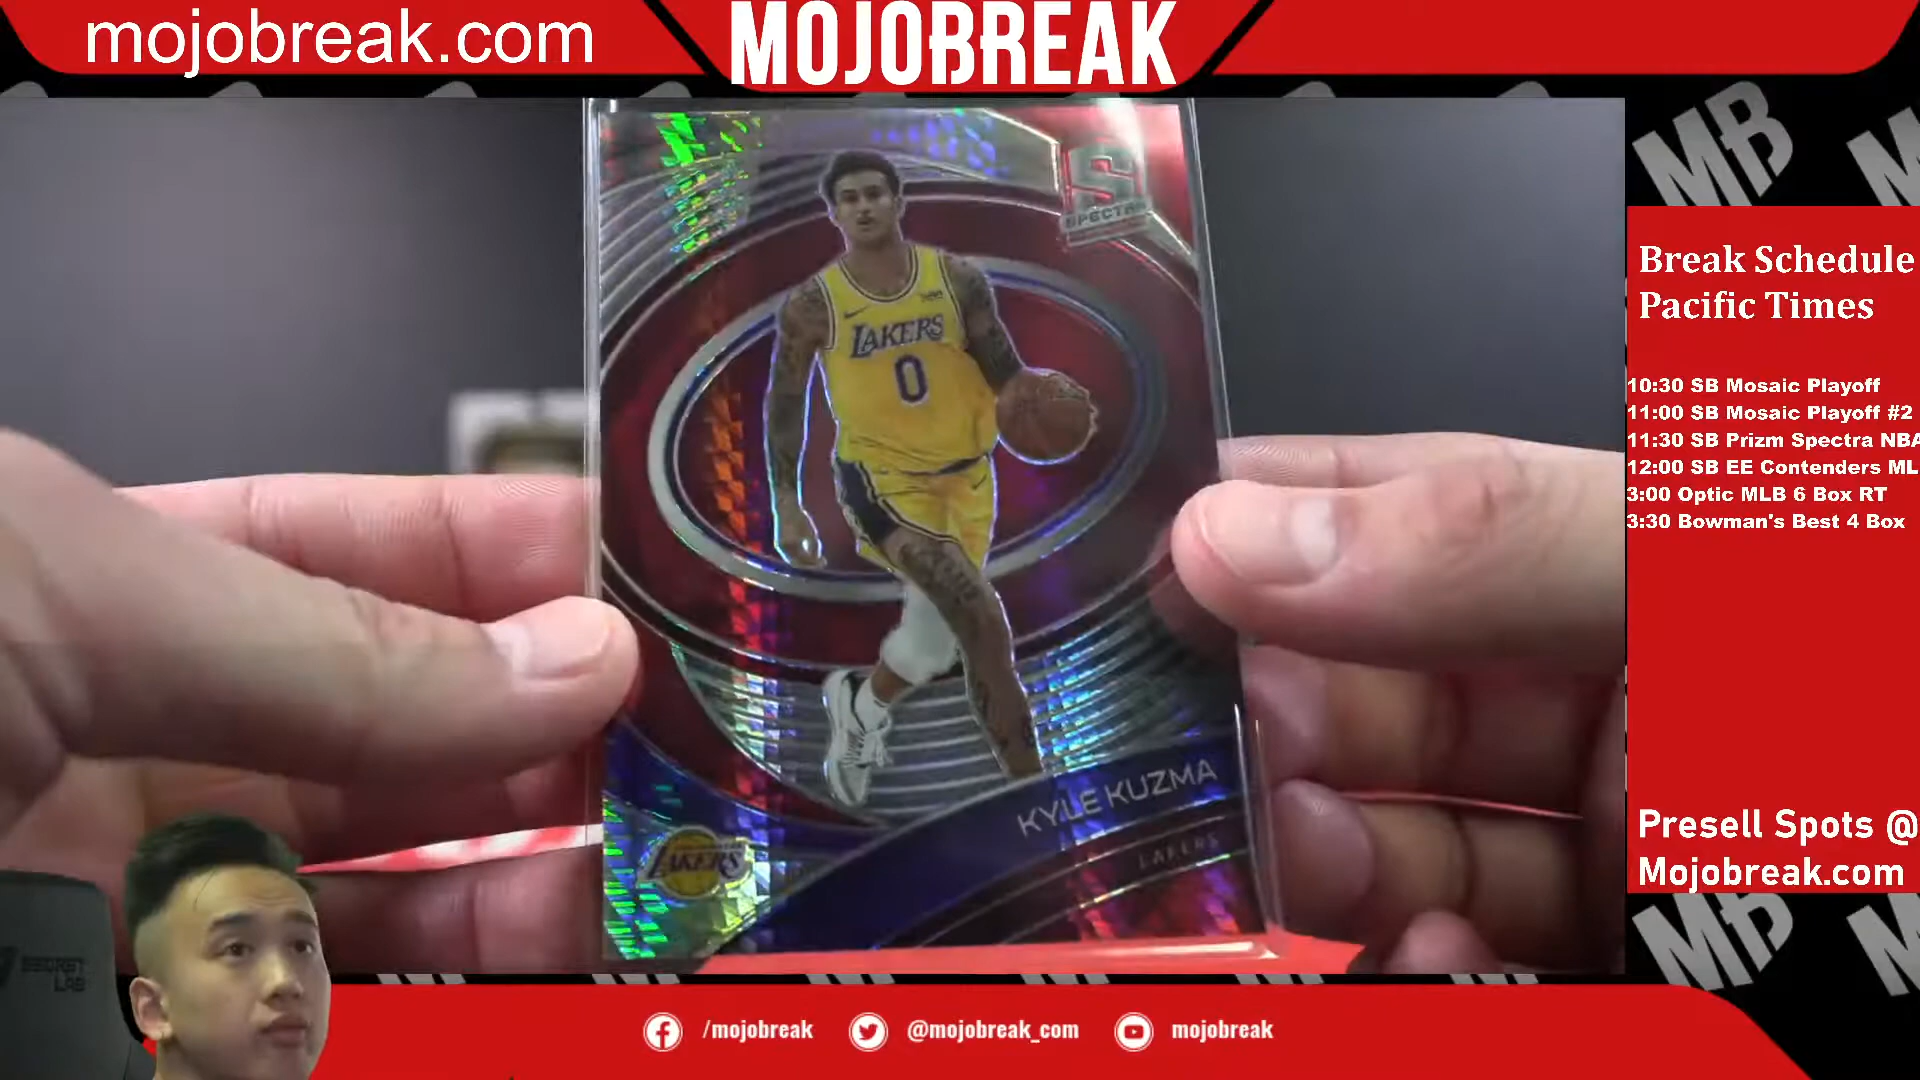 mojobreak.com
MOJOBREAK
S
SPECTRA
LAKERS
0
KYLE KUZMA
LAKERS
LAKERS
Break Schedule
Pacific Times
10:30 SB Mosaic Playoff
11:00 SB Mosaic Playoff #2
11:30 SB Prizm Spectra NBA
12:00 SB EE Contenders ML
3:00 Optic MLB 6 Box RT
3:30 Bowman's Best 4 Box
Presell Spots @
Mojobreak.com
MB
MB
SECRET
LAB
/mojobreak
@mojobreak_com
mojobreak